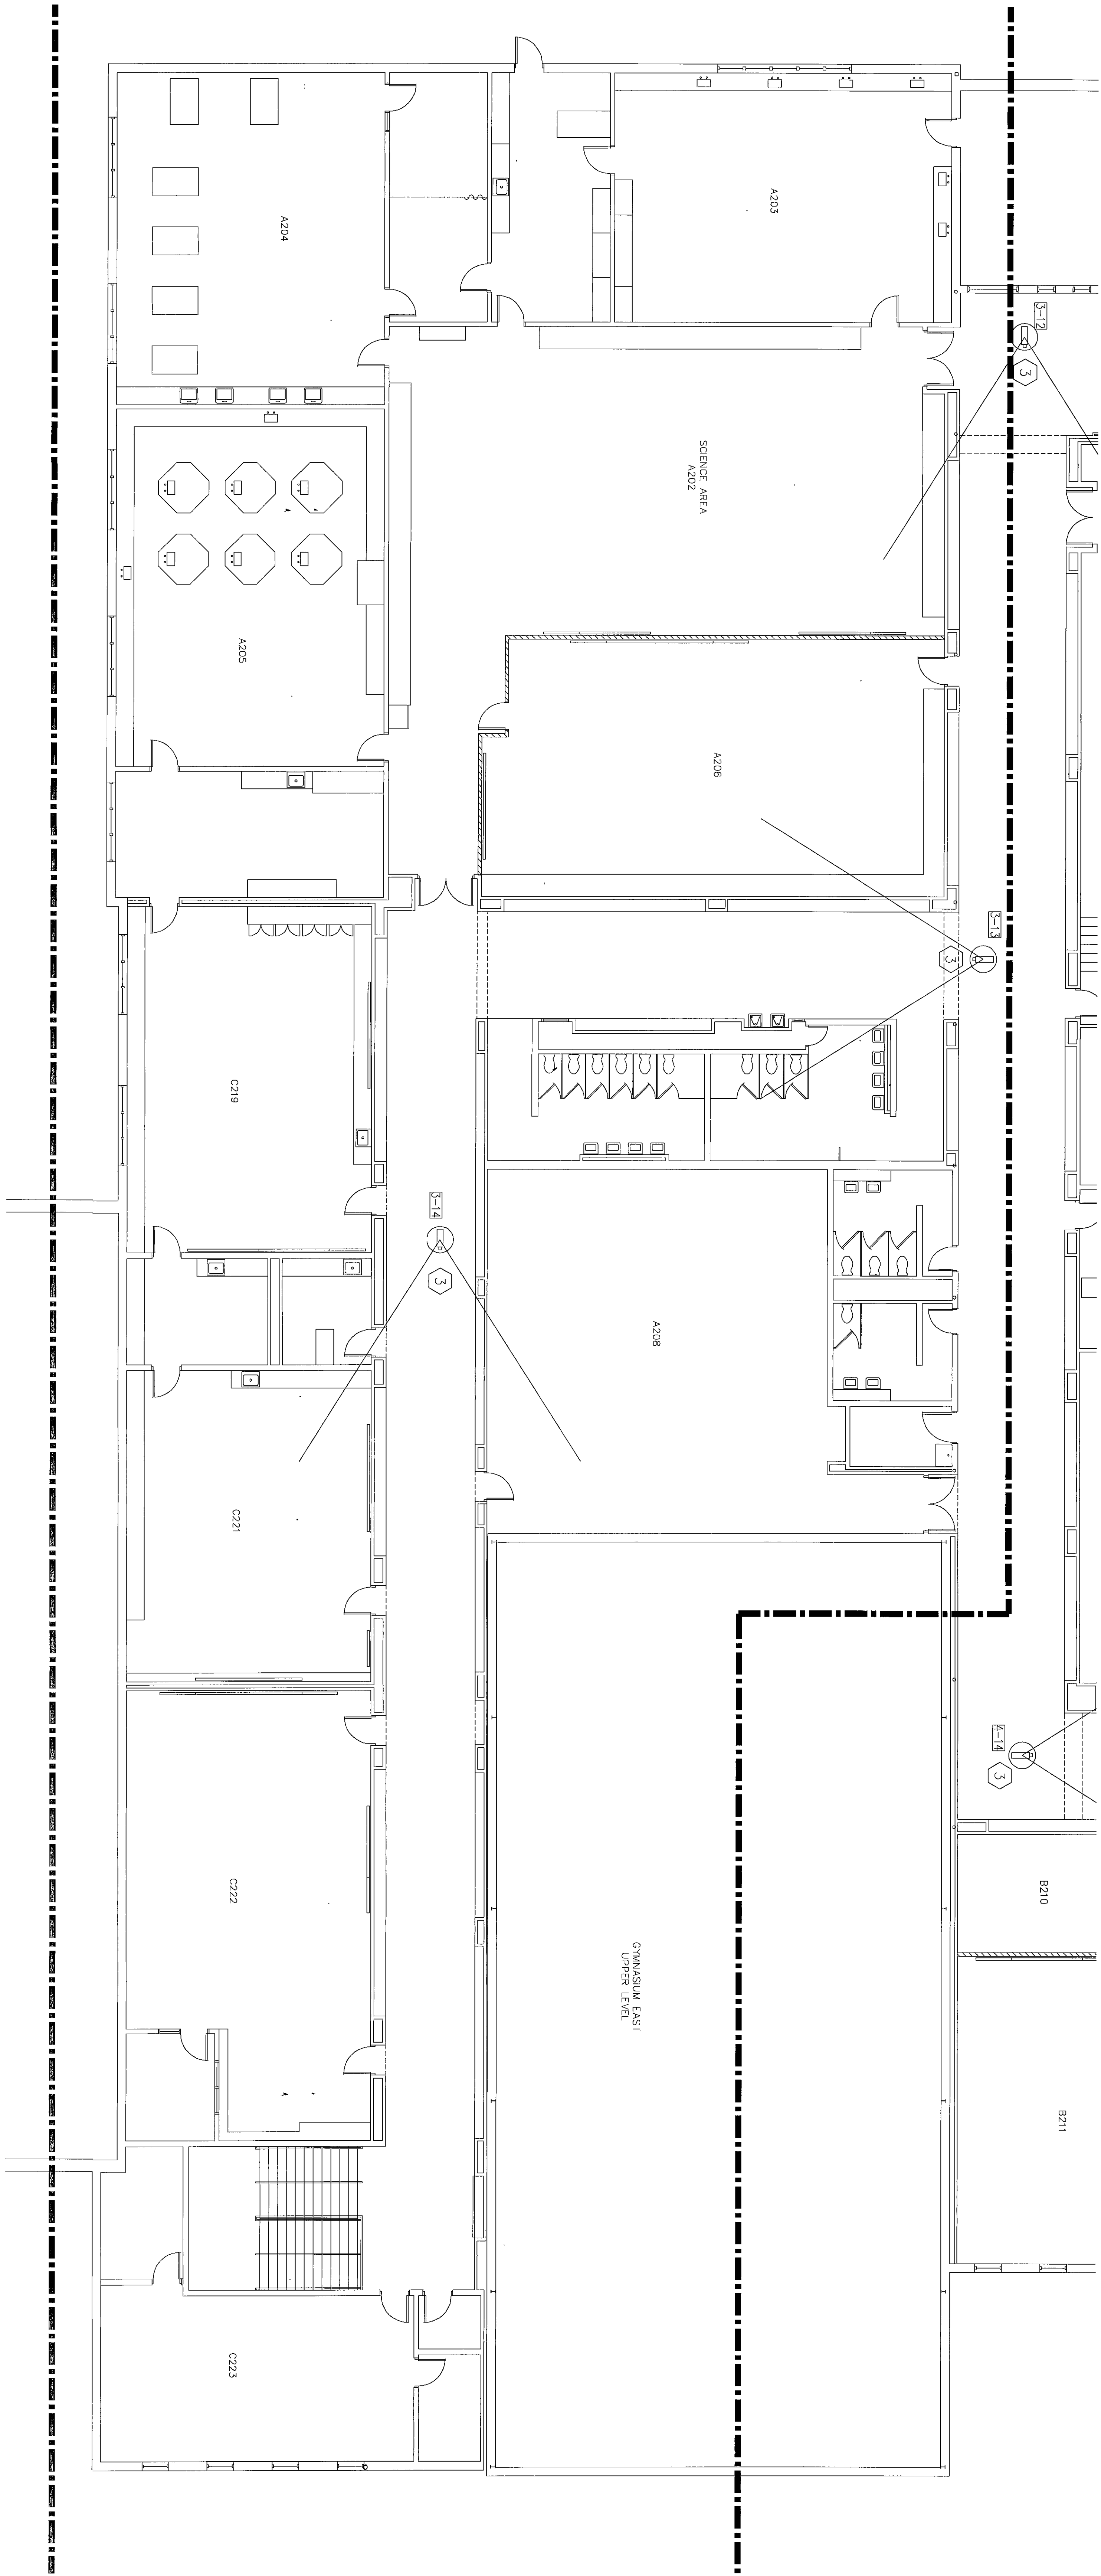 A203
A204
3-12
3
SCIENCE AREA
A202
A205
A206
3-13
3
C219
3-14
3
A208
C221
4-14
3
C222
B210
GYMNASIUM EAST
UPPER LEVEL
B211
C223